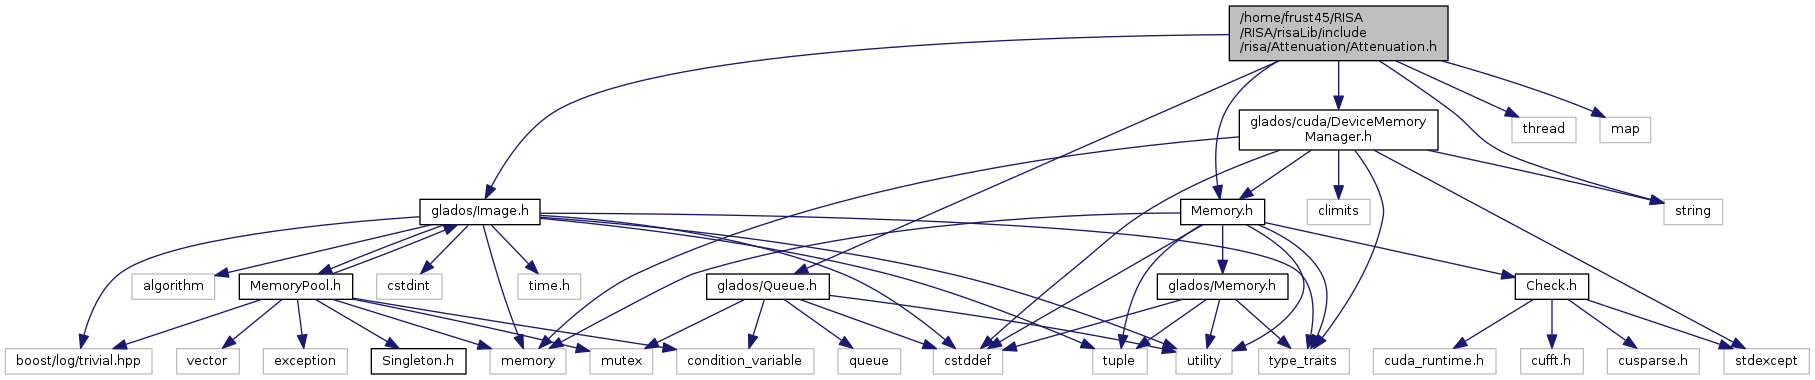 /home/frust45/RISA
/RISA/risaLib/include
/risa/Attenuation/Attenuation.h
glados/cuda/DeviceMemory
Manager.h
thread
map
glados/Image.h
Memory.h
climits
string
algorithm
MemoryPool.h
cstdint
time.h
glados/Queue.h
glados/Memory.h
Check.h
boost/log/trivial.hpp
vector
exception
Singleton.h
memory
mutex
condition_variable
queue
cstddef
tuple
utility
type_traits
cuda_runtime.h
cufft.h
cusparse.h
stdexcept